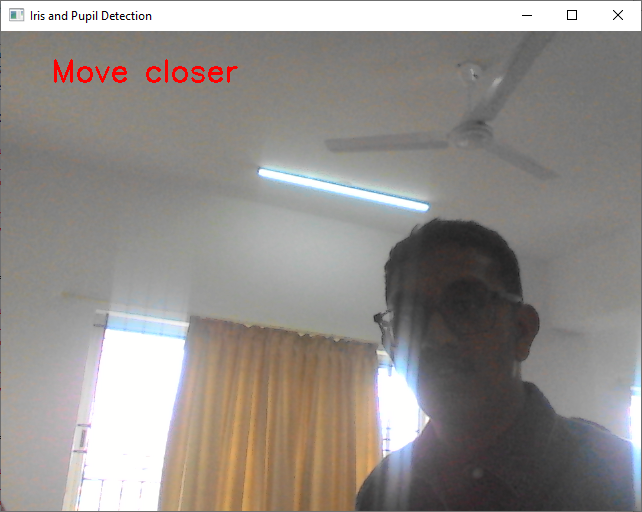 Iris and Pupil Detection
Move closer